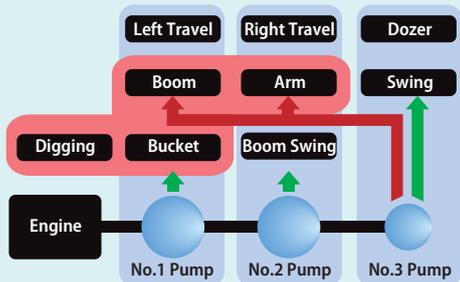 Left Travel Right Travel Dozer
Boom Arm Swing
Digging Bucket Boom Swing
Engine
No.1 Pump No.2 Pump No.3 Pump